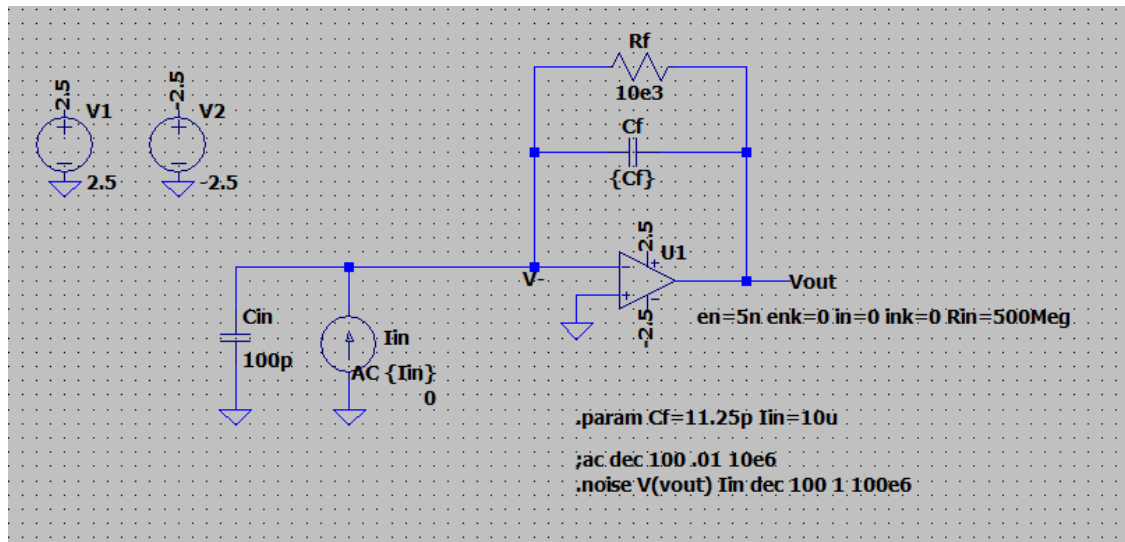 Rf
10e3
Cf
{Cf}
2.5
V1
2.5
-2.5
V2
-2.5
2.5
U1
V-
Vout
-2.5
en=5n enk=0 in=0 ink=0 Rin=500Meg
Cin
100p
Iin
AC {Iin}
0
.param Cf=11.25p Iin=10u
;ac dec 100 .01 10e6
.noise V(vout) Iin dec 100 1 100e6